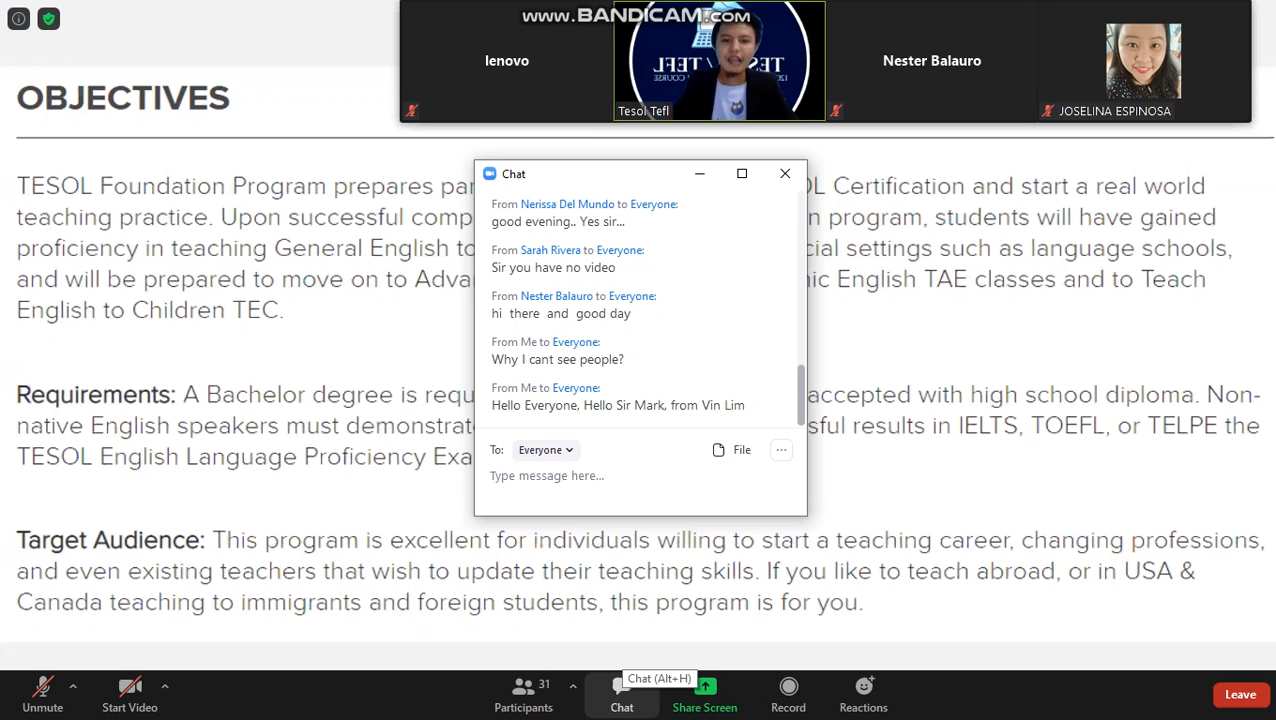 www.BANDICAM.com
lenovo
TESOL / TEFL
Tesol Tefl
Nester Balauro
JOSELINA ESPINOSA
OBJECTIVES
TESOL Foundation Program prepares
OL Certification and start a real world
teaching practice. Upon successful
program, students will have gained
proficiency in teaching General English to
settings such as language schools,
and will be prepared to move on to
English TAE classes and to Teach
English to Children TEC.
Requirements: A Bachelor degree is
accepted with high school diploma. Non-
native English speakers must
results in IELTS, TOEFL, or TELPE the
TESOL English Language Proficiency
Target Audience: This program is excellent for individuals willing to start a teaching career, changing professions,
and even existing teachers that wish to update their teaching skills. If you like to teach abroad, or in USA &
Canada teaching to immigrants and foreign students, this program is for you.
Chat
From Nerissa Del Mundo to Everyone:
good evening.. Yes sir...
From Sarah Rivera to Everyone:
Sir you have no video
From Nester Balauro to Everyone:
hi there and good day
From Me to Everyone:
Why I cant see people?
From Me to Everyone:
Hello Everyone, Hello Sir Mark, from Vin Lim
To: Everyone
File
Type message here...
Chat (Alt+H)
31
Unmute
Start Video
Participants
Chat
Share Screen
Record
Reactions
Leave